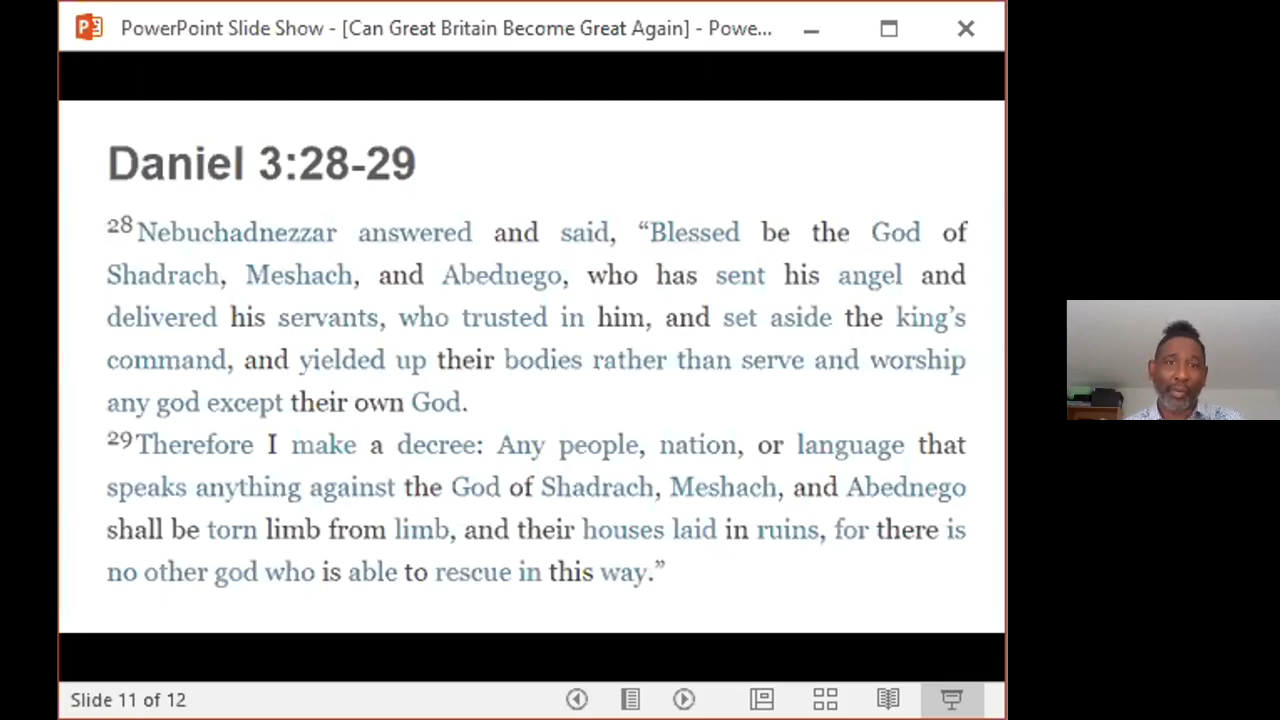 PowerPoint Slide Show - [Can Great Britain Become Great Again] - Powe...
Daniel 3:28-29
28 Nebuchadnezzar answered and said, “Blessed be the God of
Shadrach, Meshach, and Abednego, who has sent his angel and
delivered his servants, who trusted in him, and set aside the king’s
command, and yielded up their bodies rather than serve and worship
any god except their own God.
29 Therefore I make a decree: Any people, nation, or language that
speaks anything against the God of Shadrach, Meshach, and Abednego
shall be torn limb from limb, and their houses laid in ruins, for there is
no other god who is able to rescue in this way.”
Slide 11 of 12